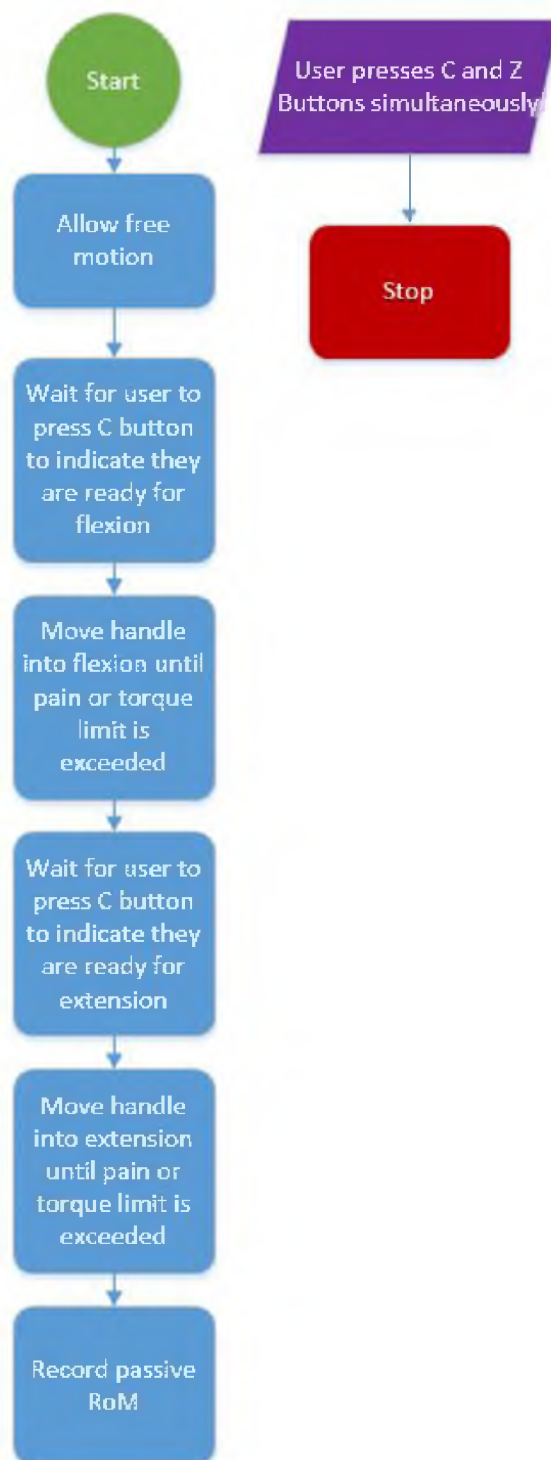 Start
Allow free
motion
Wait for user to
press C button
to indicate they
are ready for
flexion
Move handle
into flexion until
pain or torque
limit is
exceeded
Wait for user to
press C button
to indicate they
are ready for
extension
Move handle
into extension
until pain or
torque limit is
exceeded
Record passive
RoM
User presses C and Z
Buttons simultaneously
Stop